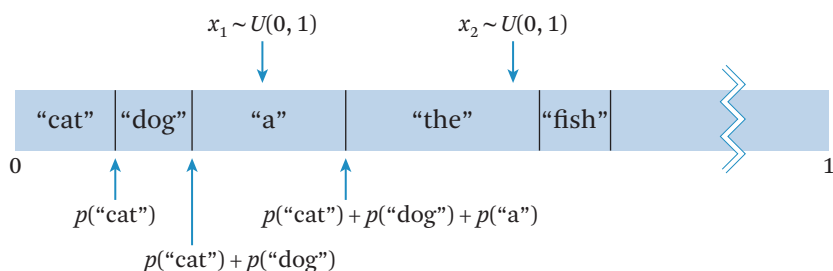 x₁ ~ U(0, 1) x₂ ~ U(0, 1)
“cat” “dog” “a” “the” “fish”
0 1
p(“cat”) p(“cat”) + p(“dog”) + p(“a”)
p(“cat”) + p(“dog”)